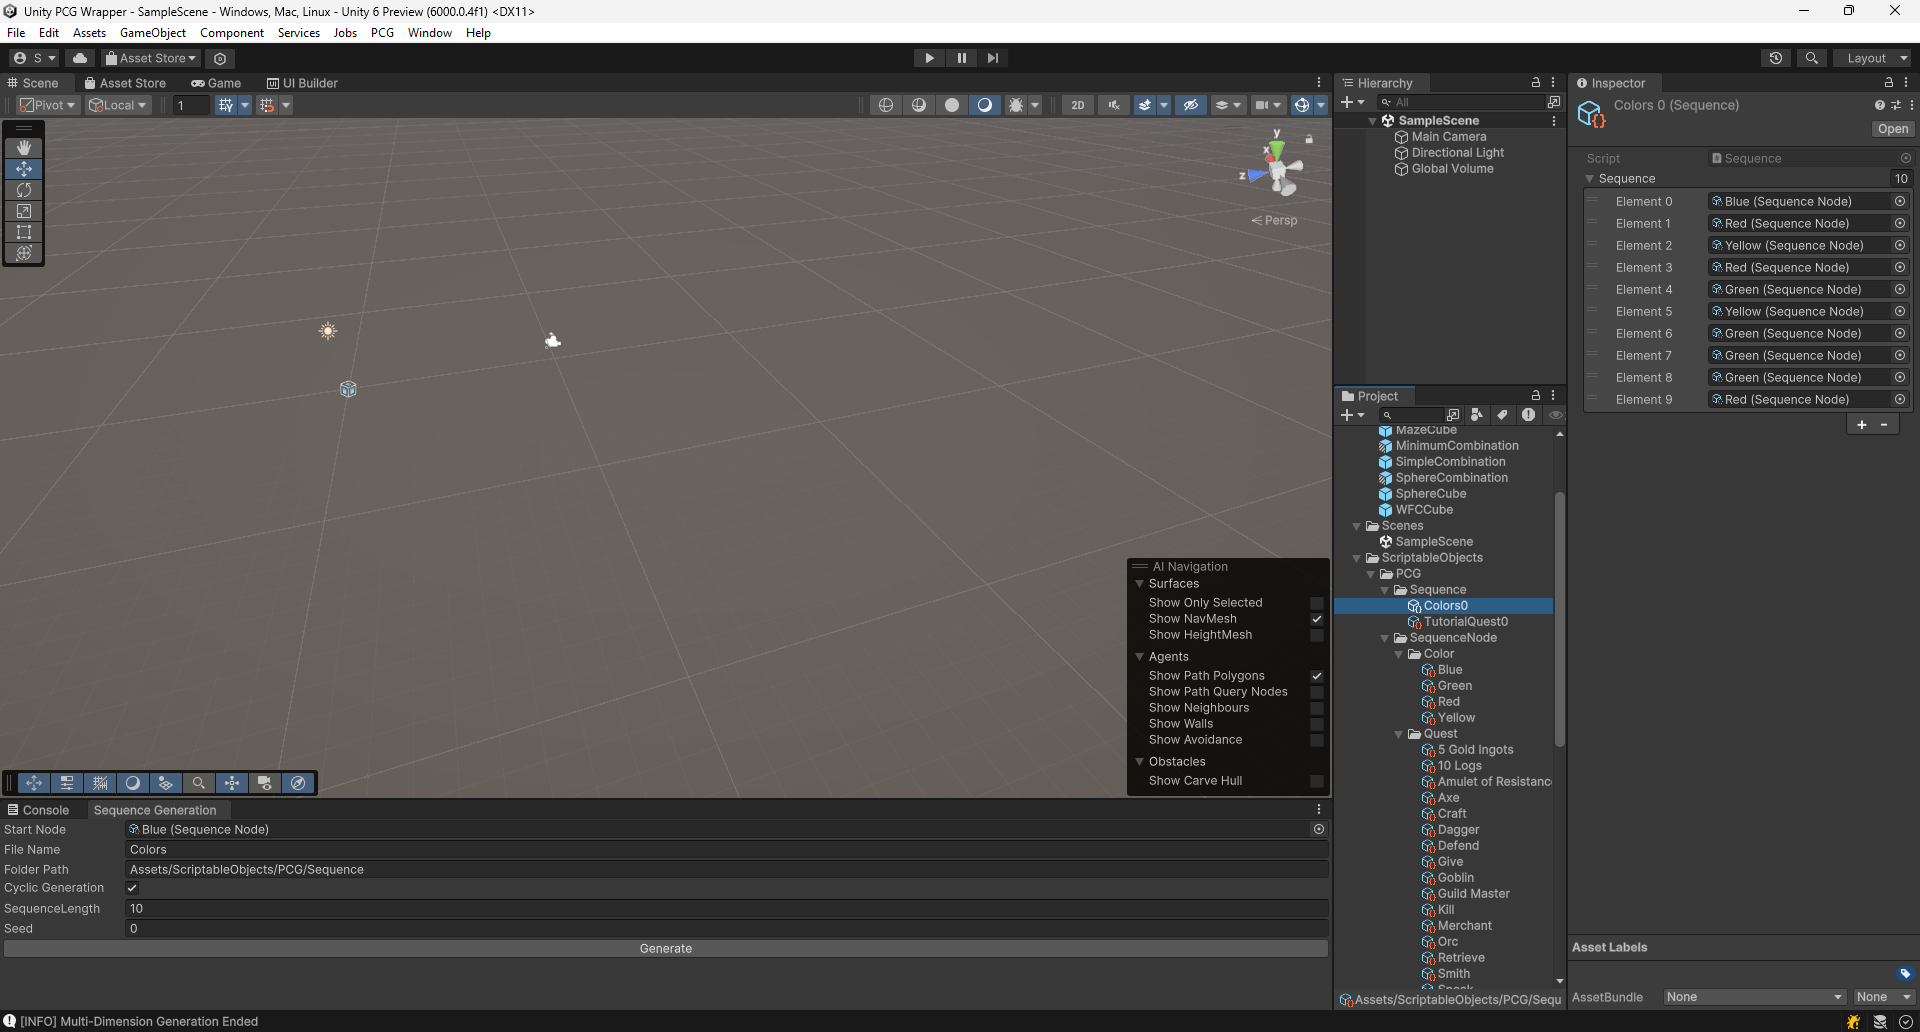 Unity PCG Wrapper - SampleScene - Windows, Mac, Linux - Unity 6 Preview (6000.0.4f1) <DX11>
File Edit Assets GameObject Component Services Jobs PCG Window Help
S Asset Store Layout
Scene Asset Store Game UI Builder
Pivot Local 1 2D
y
x
z
Persp
AI Navigation
Surfaces
Show Only Selected
Show NavMesh
Show HeightMesh
Agents
Show Path Polygons
Show Path Query Nodes
Show Neighbours
Show Walls
Show Avoidance
Obstacles
Show Carve Hull
Console Sequence Generation
Start Node Blue (Sequence Node)
File Name Colors
Folder Path Assets/ScriptableObjects/PCG/Sequence
Cyclic Generation
SequenceLength 10
Seed 0
Generate
Hierarchy
All
SampleScene
Main Camera
Directional Light
Global Volume
Project
MazeCube
MinimumCombination
SimpleCombination
SphereCombination
SphereCube
WFCCube
Scenes
SampleScene
ScriptableObjects
PCG
Sequence
Colors0
TutorialQuest0
SequenceNode
Color
Blue
Green
Red
Yellow
Quest
5 Gold Ingots
10 Logs
Amulet of Resistanc
Axe
Craft
Dagger
Defend
Give
Goblin
Guild Master
Kill
Merchant
Orc
Retrieve
Smith
Assets/ScriptableObjects/PCG/Sequ
Inspector
Colors 0 (Sequence)
Open
Script Sequence
Sequence 10
Element 0 Blue (Sequence Node)
Element 1 Red (Sequence Node)
Element 2 Yellow (Sequence Node)
Element 3 Red (Sequence Node)
Element 4 Green (Sequence Node)
Element 5 Yellow (Sequence Node)
Element 6 Green (Sequence Node)
Element 7 Green (Sequence Node)
Element 8 Green (Sequence Node)
Element 9 Red (Sequence Node)
+ -
Asset Labels
AssetBundle None None
[INFO] Multi-Dimension Generation Ended